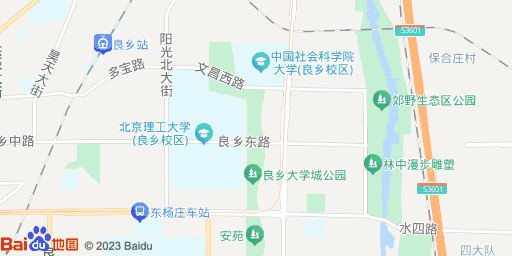 S3601
良乡站
阳光北大街
中国社会科学院
大学(良乡校区)
保合庄村
多宝路
文昌西路
昊天大街
郊野生态区公园
北京理工大学
(良乡校区)
乡中路
良乡东路
林中漫步雕塑
良乡大学城公园
S3601
东杨庄车站
水四路
安苑
四大队
良
Bai du 地图
© 2023 Baidu